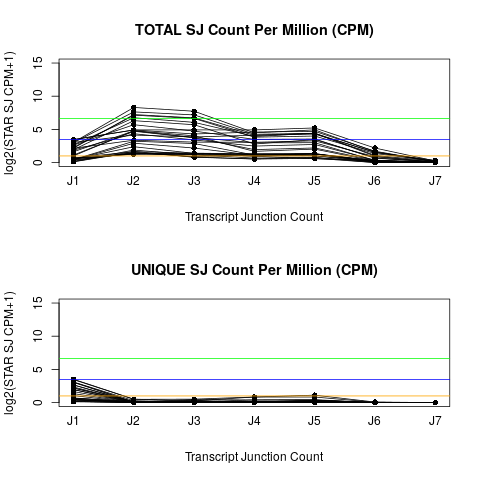 TOTAL SJ Count Per Million (CPM)
log2(STAR SJ CPM+1)
15
10
5
0
J1 J2 J3 J4 J5 J6 J7
Transcript Junction Count
UNIQUE SJ Count Per Million (CPM)
log2(STAR SJ CPM+1)
15
10
5
0
J1 J2 J3 J4 J5 J6 J7
Transcript Junction Count